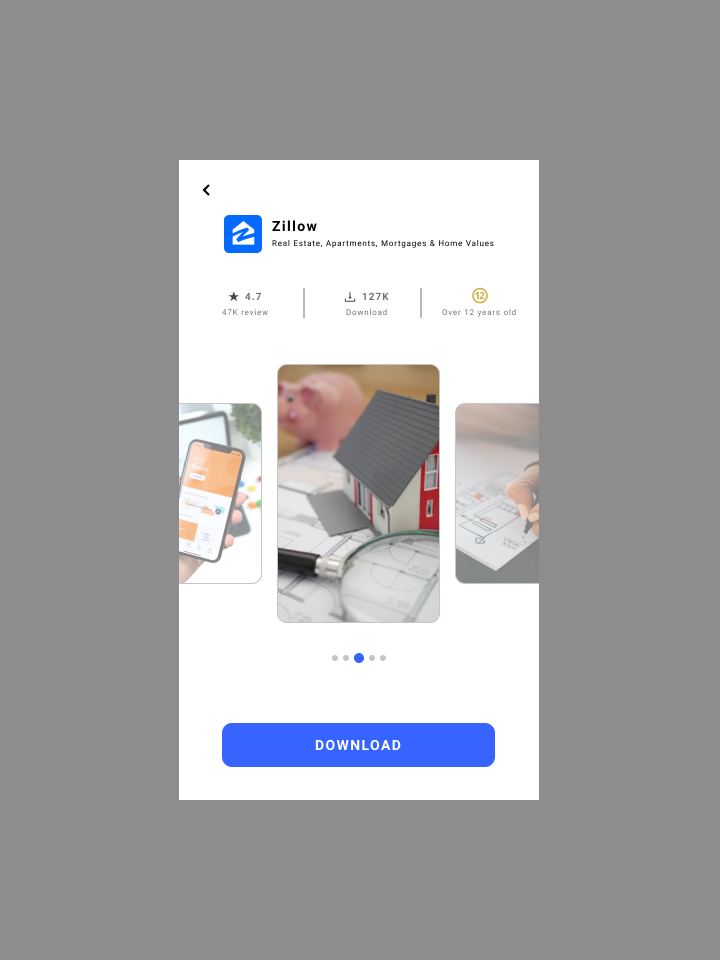 Zillow
Real Estate, Apartments, Mortgages & Home Values
4.7
47K review
127K
Download
12
Over 12 years old
DOWNLOAD